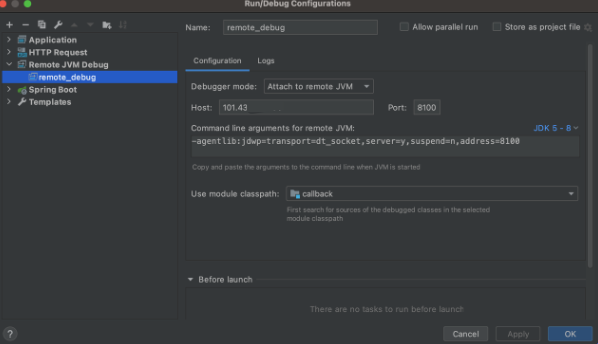 Run/Debug Configurations
Name: remote_debug
Allow parallel run
Store as project file
Application
HTTP Request
Remote JVM Debug
remote_debug
Spring Boot
Templates
Configuration
Logs
Debugger mode: Attach to remote JVM
Host: 101.43
Port: 8100
Command line arguments for remote JVM:
JDK 5 - 8
-agentlib:jdwp=transport=dt_socket,server=y,suspend=n,address=8100
Copy and paste the arguments to the command line when JVM is started
Use module classpath: callback
First search for sources of the debugged classes in the selected
module classpath
Before launch
There are no tasks to run before launch
?
Cancel
Apply
OK